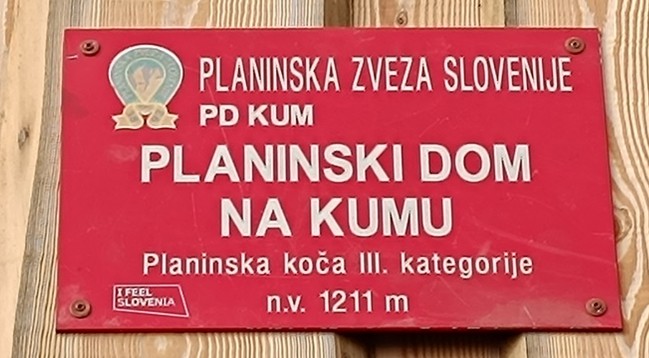 PLANINSKA ZVEZA SLOVENIJE
PD KUM
PLANINSKI DOM
NA KUMU
Planinska koča III. kategorije
n.v. 1211 m
I FEEL
SLOVENIA